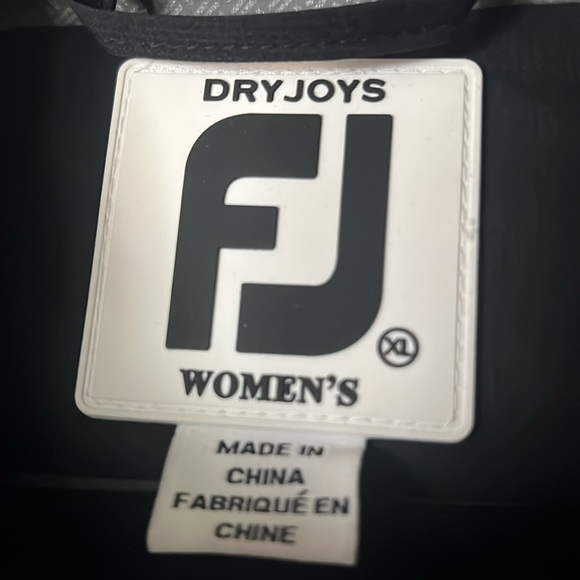 DRYJOYS
FJ
XL
WOMEN'S
MADE IN
CHINA
FABRIQUÉ EN
CHINE